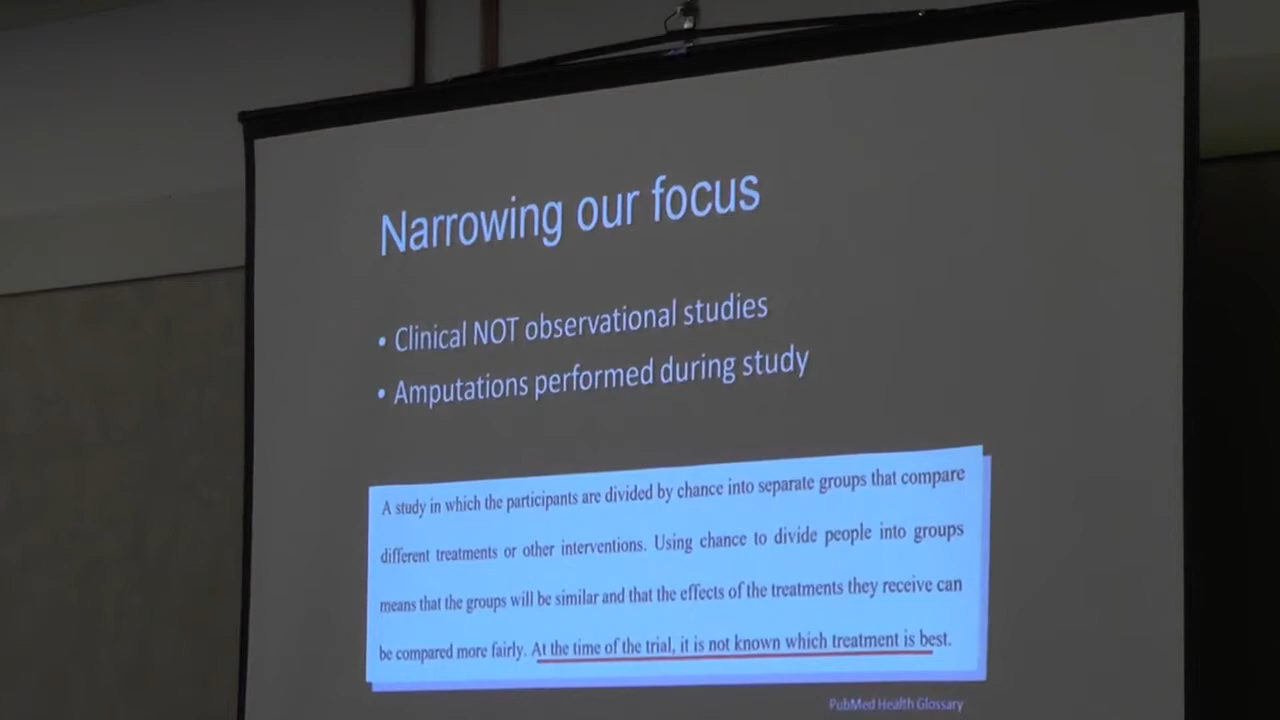 Narrowing our focus
• Clinical NOT observational studies
• Amputations performed during study
A study in which the participants are divided by chance into separate groups that compare
different treatments or other interventions. Using chance to divide people into groups
means that the groups will be similar and that the effects of the treatments they receive can
be compared more fairly. At the time of the trial, it is not known which treatment is best.
PubMed Health Glossary